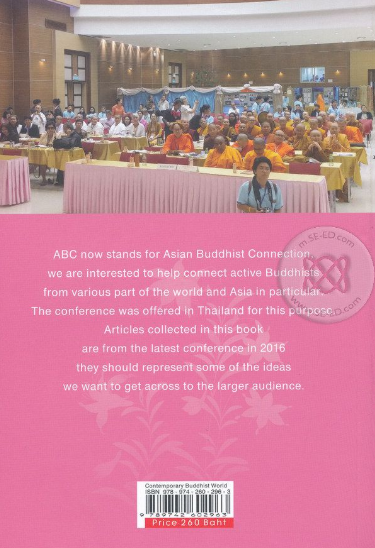 ABC now stands for Asian Buddhist Connection,
we are interested to help connect active Buddhists
from various part of the world and Asia in particular.
The conference was offered in Thailand for this purpose.
Articles collected in this book
are from the latest conference in 2016
they should represent some of the ideas
we want to get across to the larger audience.
m.SE-ED.com
Contemporary Buddhist World
ISBN 978-974-260-296-3
9789742602963
Price 260 Baht